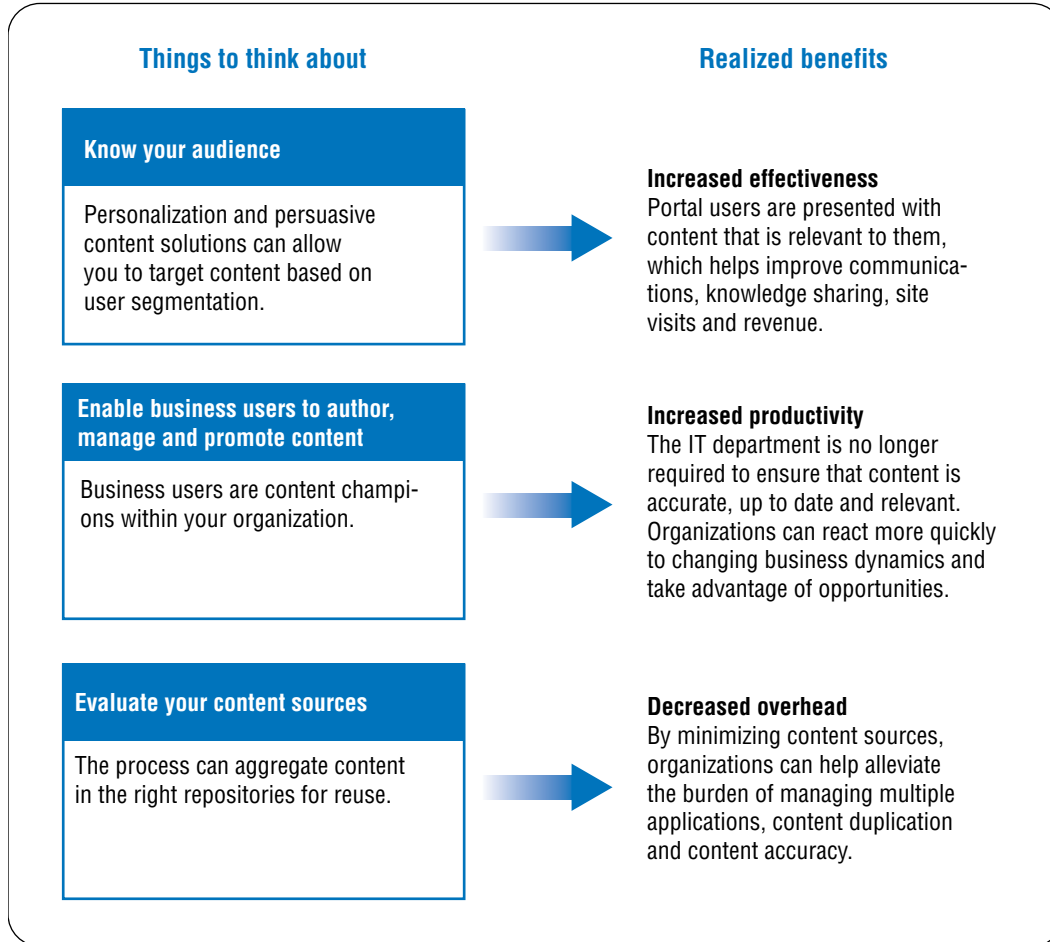 Things to think about
Realized benefits
Know your audience
Personalization and persuasive
content solutions can allow
you to target content based on
user segmentation.
Increased effectiveness
Portal users are presented with
content that is relevant to them,
which helps improve communica-
tions, knowledge sharing, site
visits and revenue.
Enable business users to author,
manage and promote content
Business users are content champi-
ons within your organization.
Increased productivity
The IT department is no longer
required to ensure that content is
accurate, up to date and relevant.
Organizations can react more quickly
to changing business dynamics and
take advantage of opportunities.
Evaluate your content sources
The process can aggregate content
in the right repositories for reuse.
Decreased overhead
By minimizing content sources,
organizations can help alleviate
the burden of managing multiple
applications, content duplication
and content accuracy.